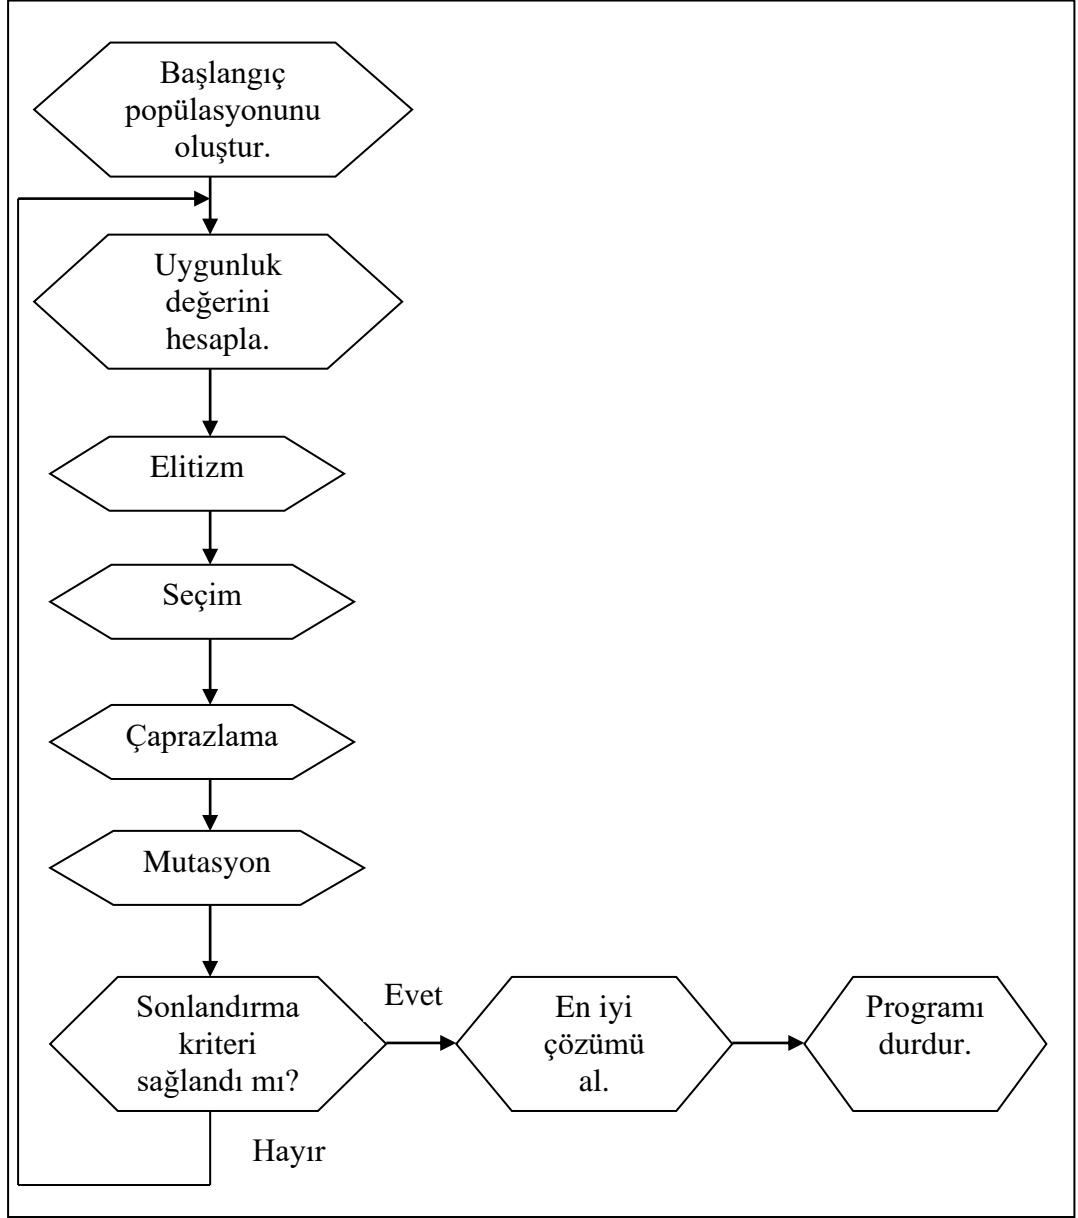 Başlangıç
popülasyonunu
oluştur.
Uygunluk
değerini
hesapla.
Elitizm
Seçim
Çaprazlama
Mutasyon
Sonlandırma
kriteri
sağlandı mı?
Evet
En iyi
çözümü
al.
Programı
durdur.
Hayır